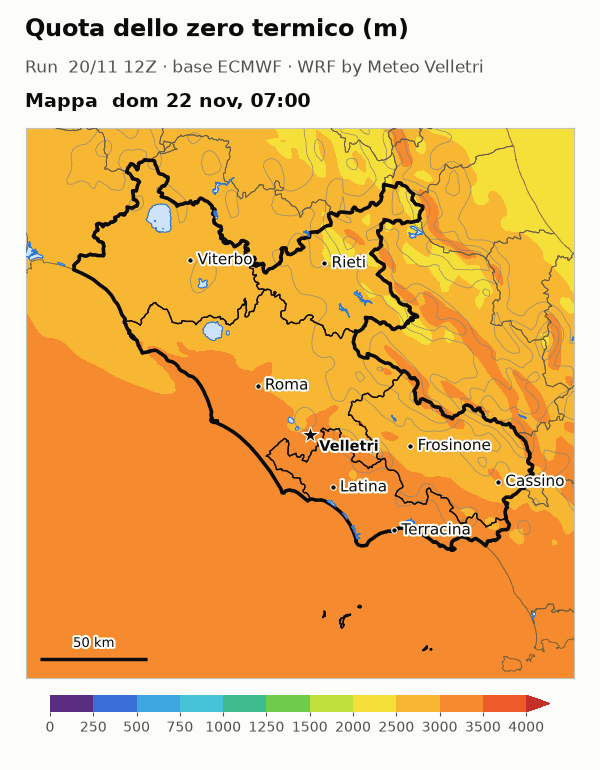 Quota dello zero termico (m)
Run  20/11 12Z · base ECMWF · WRF by Meteo Velletri
Mappa  dom 22 nov, 07:00
Viterbo
Rieti
Roma
Velletri
Frosinone
Latina
Cassino
Terracina
50 km
0 250 500 750 1000 1250 1500 2000 2500 3000 3500 4000